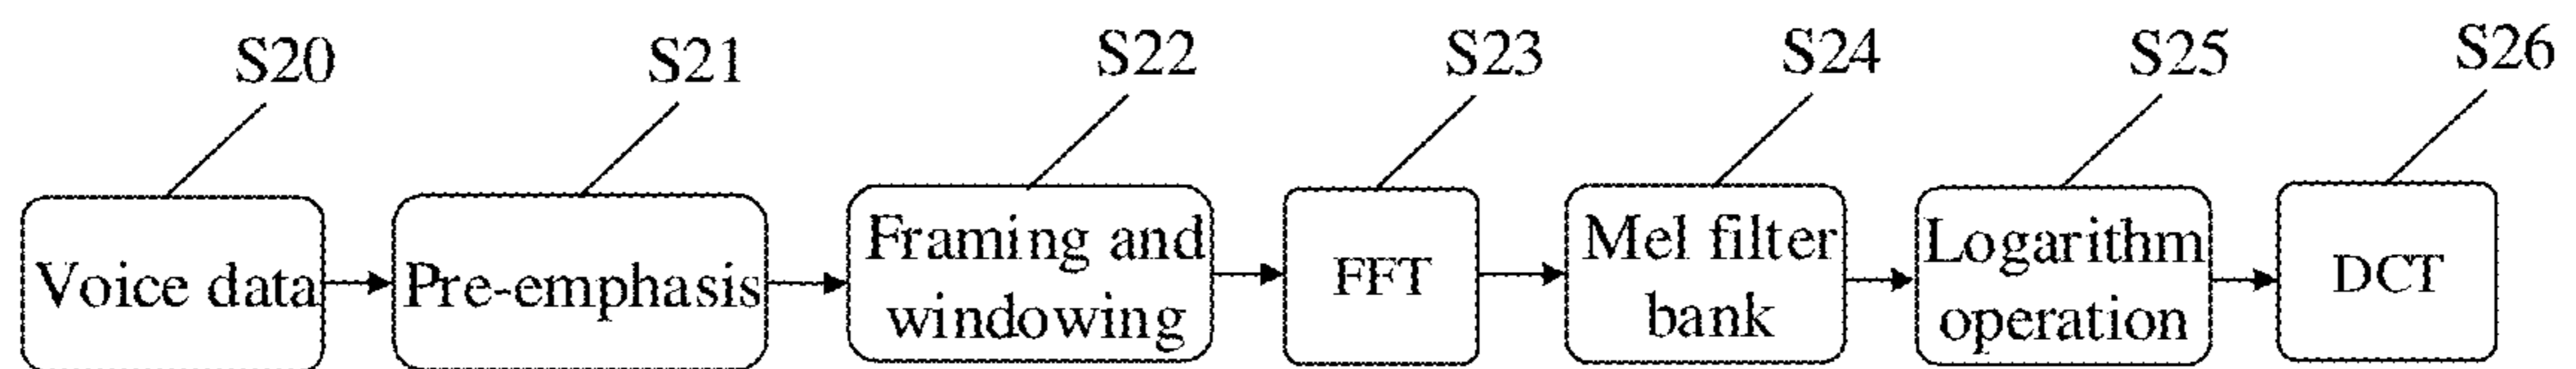 S20
S21
S22
S23
S24
S25
S26
Voice data
Pre-emphasis
Framing and
windowing
FFT
Mel filter
bank
Logarithm
operation
DCT